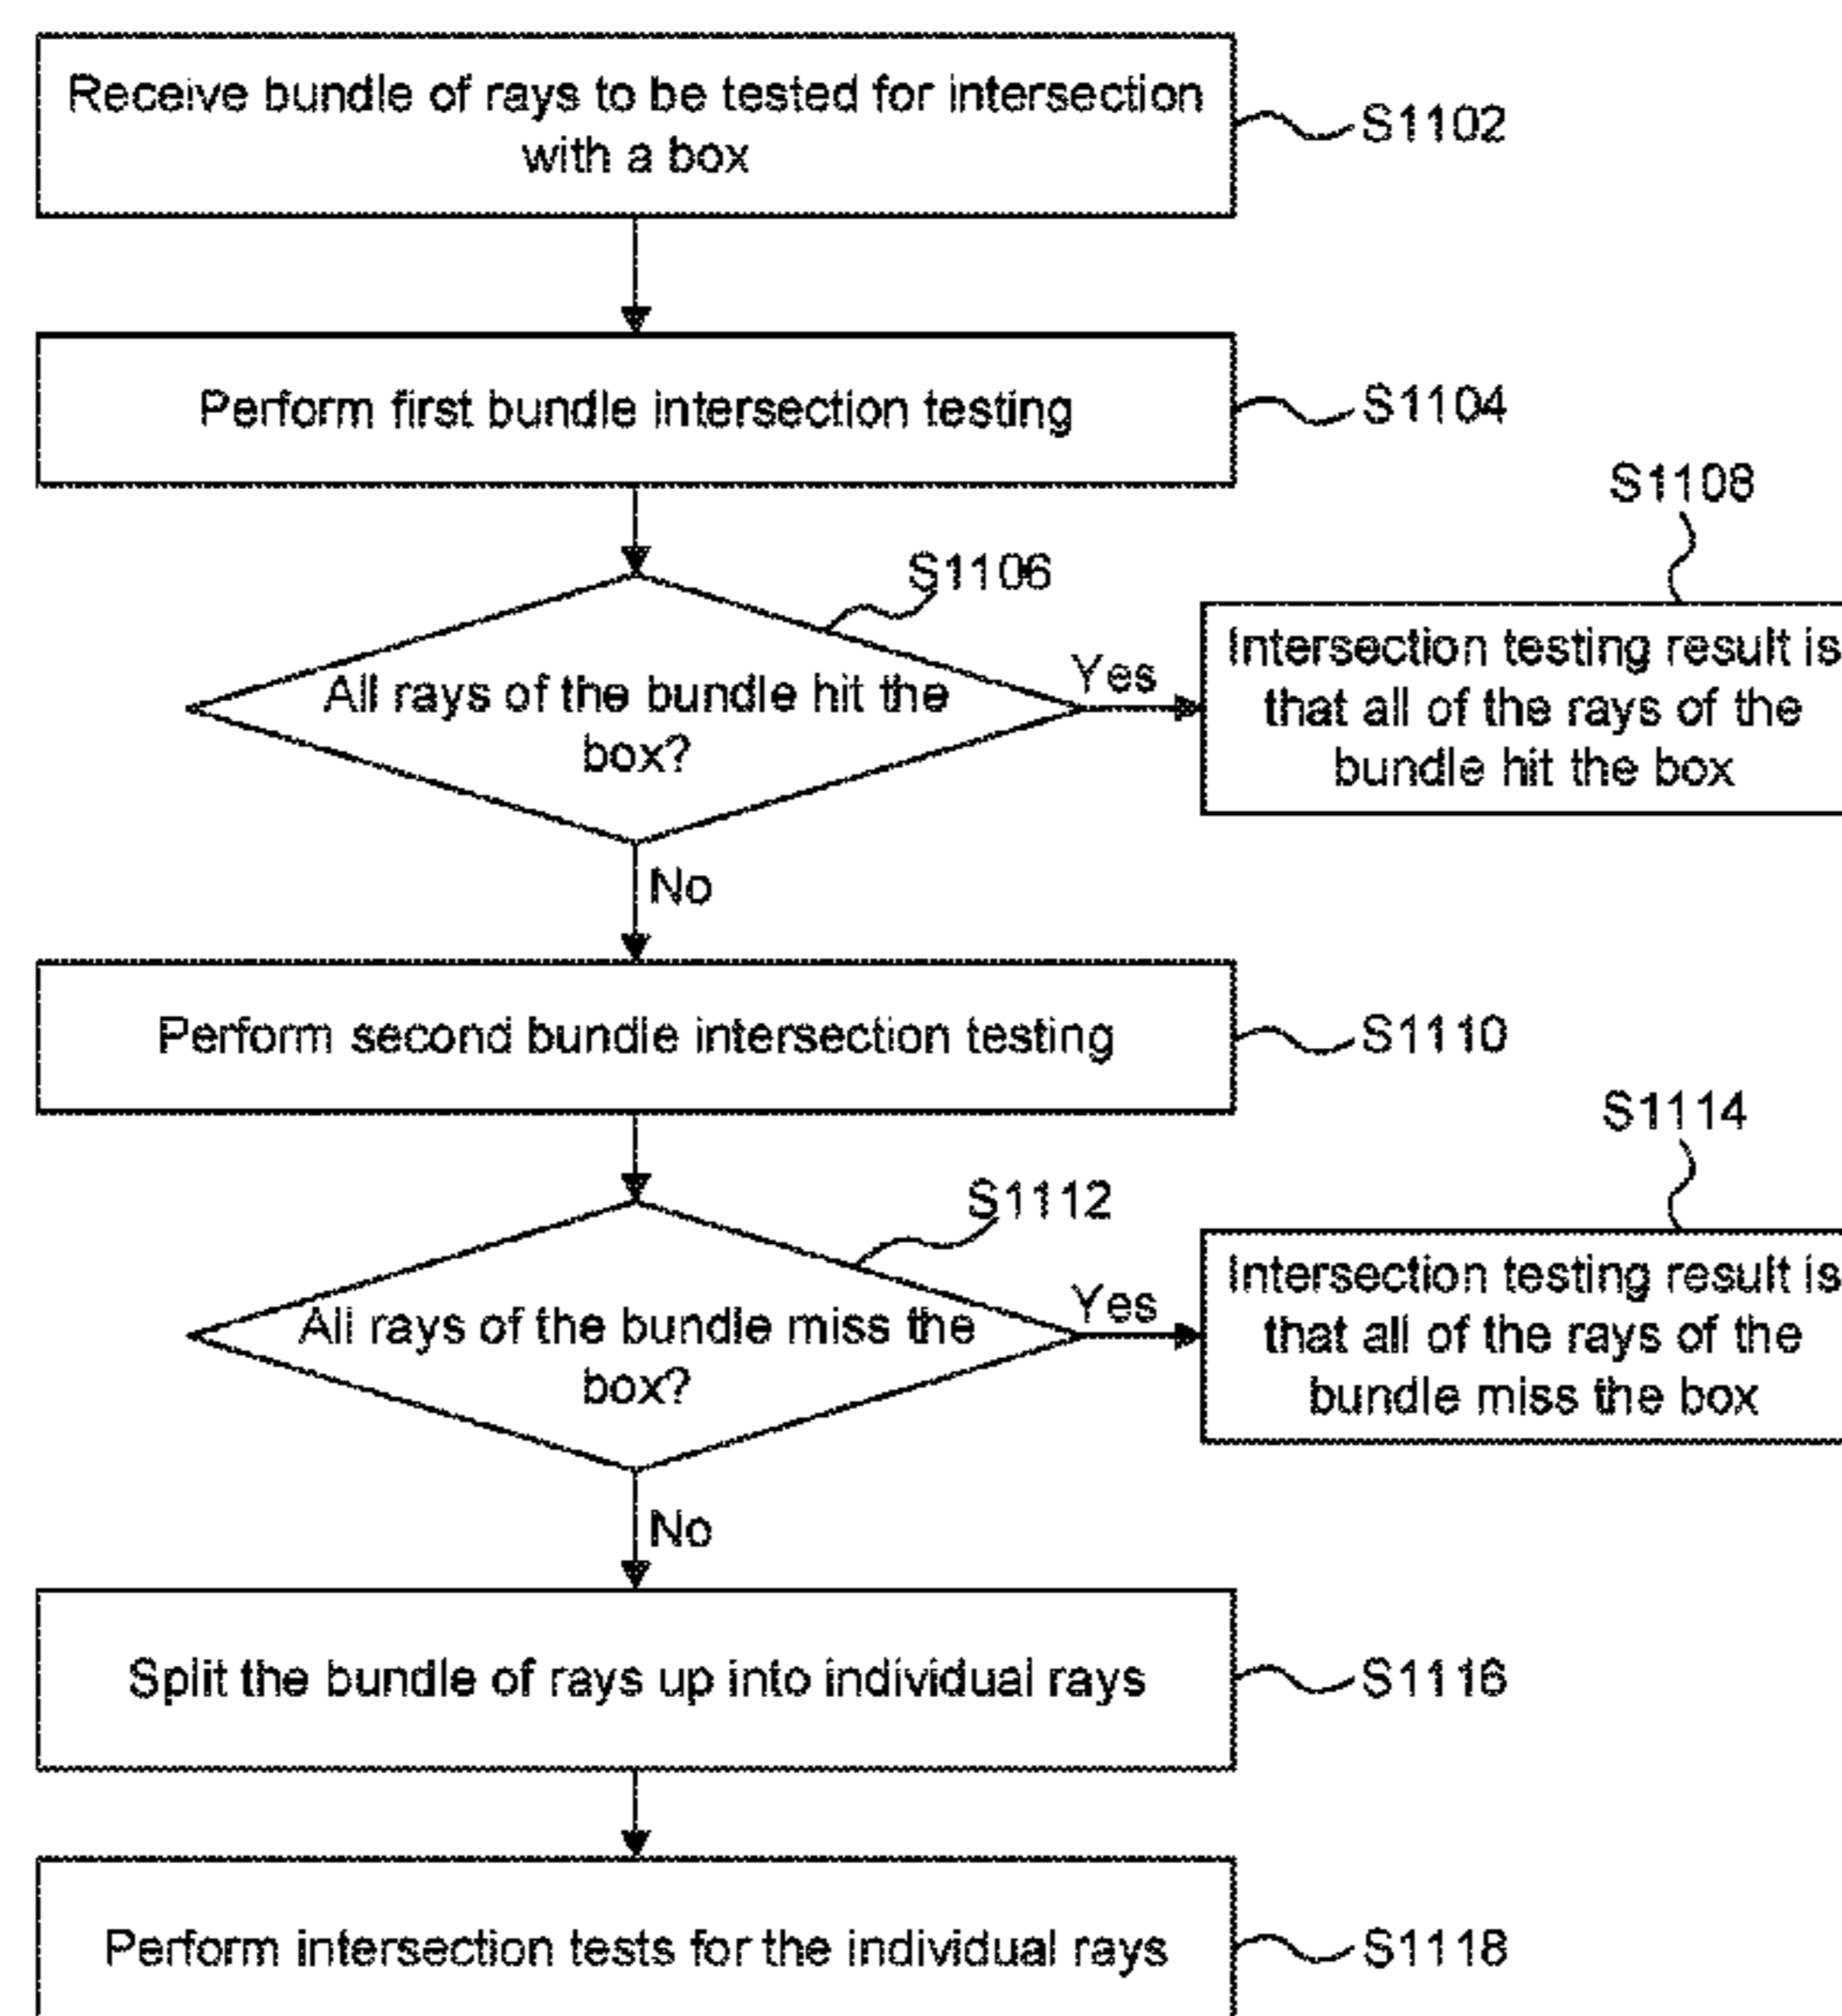 Receive bundle of rays to be tested for intersection
with a box
S1102
Perform first bundle intersection testing
S1104
S1106
All rays of the bundle hit the
box?
Yes
S1108
Intersection testing result is
that all of the rays of the
bundle hit the box
No
Perform second bundle intersection testing
S1110
S1112
All rays of the bundle miss the
box?
Yes
S1114
Intersection testing result is
that all of the rays of the
bundle miss the box
No
Split the bundle of rays up into individual rays
S1116
Perform intersection tests for the individual rays
S1118